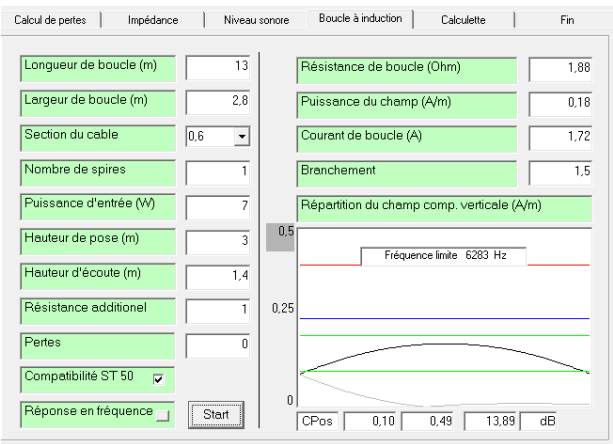 Calcul de pertes Impédance Niveau sonore Boucle à induction Calculette Fin
Longueur de boucle (m) 13 Résistance de boucle (Ohm) 1,88
Largeur de boucle (m) 2,8 Puissance du champ (A/m) 0,18
Section du cable 0,6 Courant de boucle (A) 1,72
Nombre de spires 1 Branchement 1,5
Puissance d'entrée (W) 7 Répartition du champ comp. verticale (A/m)
Hauteur de pose (m) 3 0,5
Fréquence limite 6283 Hz
Hauteur d'écoute (m) 1,4
Résistance additionel 1 0,25
Pertes 0
Compatibilité ST 50
0
Réponse en fréquence Start CPos 0,10 0,49 13,89 dB